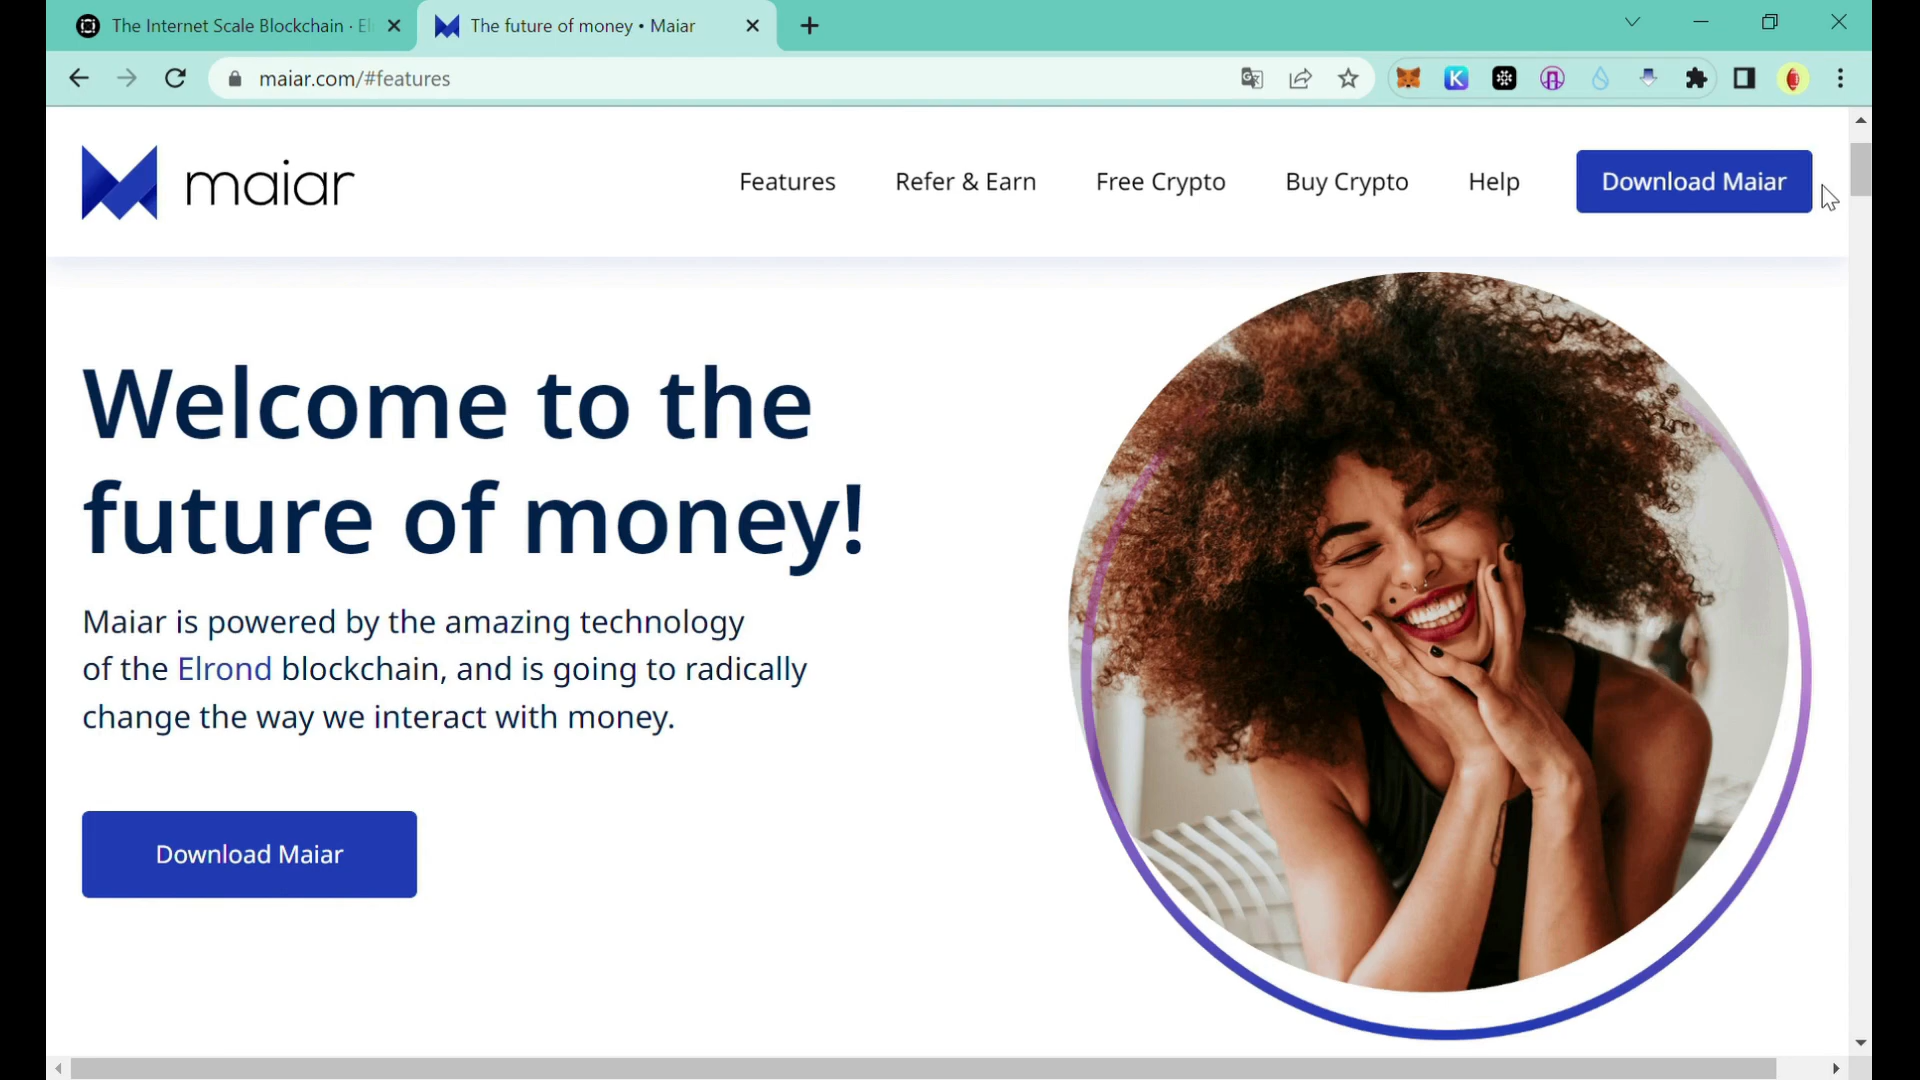 The Internet Scale Blockchain · El
The future of money • Maiar
maiar.com/#features
maiar
Features
Refer & Earn
Free Crypto
Buy Crypto
Help
Download Maiar
Welcome to the
future of money!
Maiar is powered by the amazing technology
of the Elrond blockchain, and is going to radically
change the way we interact with money.
Download Maiar